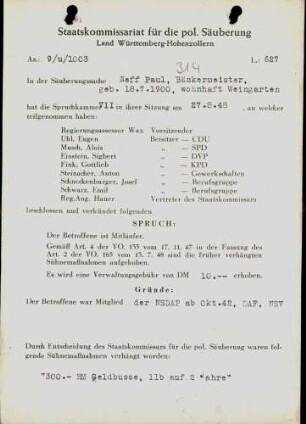 Staatskommissariat für die pol. Säuberung
Land Württemberg-Hohenzollern
Az.: 9/u/1003
L.: 627
314
In der Säuberungssache Neff Paul, Bäckermeister,
geb. 18.7.1900, wohnhaft Weingarten
hat die Spruchkammer VII in ihrer Sitzung am 27.8.48 , an welcher
teilgenommen haben:
Regierungsassessor Wax Vorsitzender
Uhl, Eugen Beisitzer — CDU
Musch, Alois „ — SPD
Einstein, Sigbert „ — DVP
Fink, Gottlieb „ — KPD
Steinacher, Anton „ — Gewerkschaften
Schneckenburger, Josef „ — Berufsgruppe
Schwarz, Emil „ — Berufsgruppe
Reg.Ang. Hauer Vertreter des Staatskommissars
beschlossen und verkündet folgenden
SPRUCH:
Der Betroffene ist Mitläufer.
Gemäß Art. 4 der VO. 133 vom 17. 11. 47 in der Fassung des
Art. 2 der VO. 165 vom 13. 7. 48 sind die früher verhängten
Sühnemaßnahmen aufgehoben.
Es wird eine Verwaltungsgebühr von DM 10.-- erhoben.
Gründe:
Der Betroffene war Mitglied der NSDAP ab Okt.42, DAF, NSV
Durch Entscheidung des Staatskommissars für die pol. Säuberung waren fol-
gende Sühnemaßnahmen verhängt worden:
"300.- RM Geldbusse, 11b auf 2 Jahre"